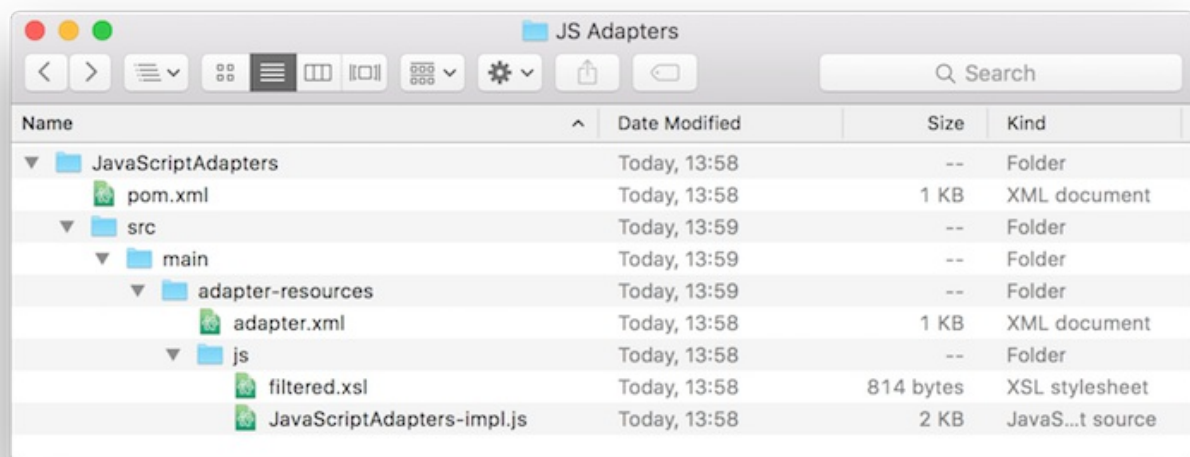 JS Adapters
Search
Name Date Modified Size Kind
JavaScriptAdapters Today, 13:58 -- Folder
pom.xml Today, 13:58 1 KB XML document
src Today, 13:59 -- Folder
main Today, 13:59 -- Folder
adapter-resources Today, 13:59 -- Folder
adapter.xml Today, 13:58 1 KB XML document
js Today, 13:58 -- Folder
filtered.xsl Today, 13:58 814 bytes XSL stylesheet
JavaScriptAdapters-impl.js Today, 13:58 2 KB JavaS...t source